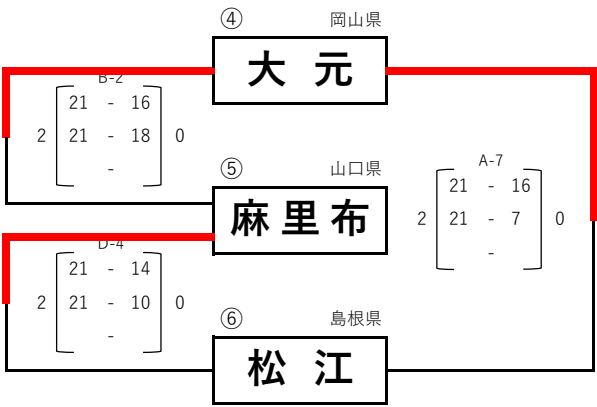 ④ 岡山県
大元
B-2
21 - 16
2 21 - 18 0
-
⑤ 山口県
麻里布
A-7
21 - 16
2 21 - 7 0
-
D-4
21 - 14
2 21 - 10 0
-
⑥ 島根県
松江